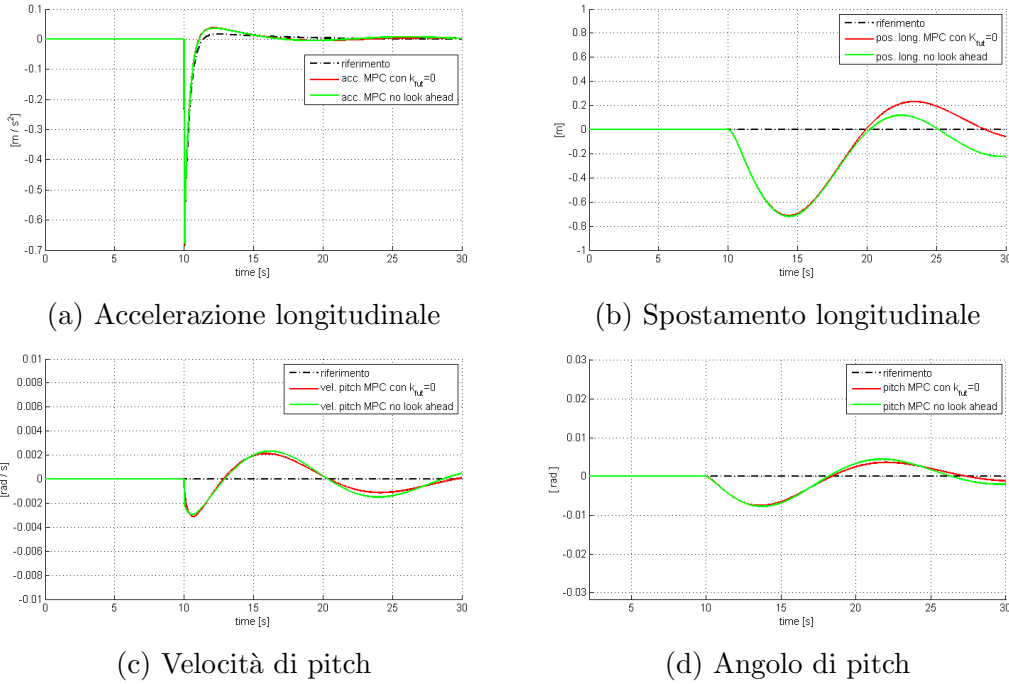 0.1
0
-0.1
-0.2
-0.3
-0.4
-0.5
-0.6
-0.7
[m / s²]
0 5 10 15 20 25 30
time [s]
riferimento
acc. MPC con k_fut=0
acc. MPC no look ahead
(a) Accelerazione longitudinale
1
0.8
0.6
0.4
0.2
0
-0.2
-0.4
-0.6
-0.8
-1
[m]
0 5 10 15 20 25 30
time [s]
riferimento
pos. long. MPC con K_fut=0
pos. long. no look ahead
(b) Spostamento longitudinale
0.01
0.008
0.006
0.004
0.002
0
-0.002
-0.004
-0.006
-0.008
-0.01
[rad / s]
0 5 10 15 20 25 30
time [s]
riferimento
vel. pitch MPC con k_fut=0
vel. pitch MPC no look ahead
(c) Velocità di pitch
0.03
0.02
0.01
0
-0.01
-0.02
-0.03
[ rad ]
5 10 15 20 25 30
time [s]
riferimento
pitch MPC con k_fut=0
pitch MPC no look ahead
(d) Angolo di pitch